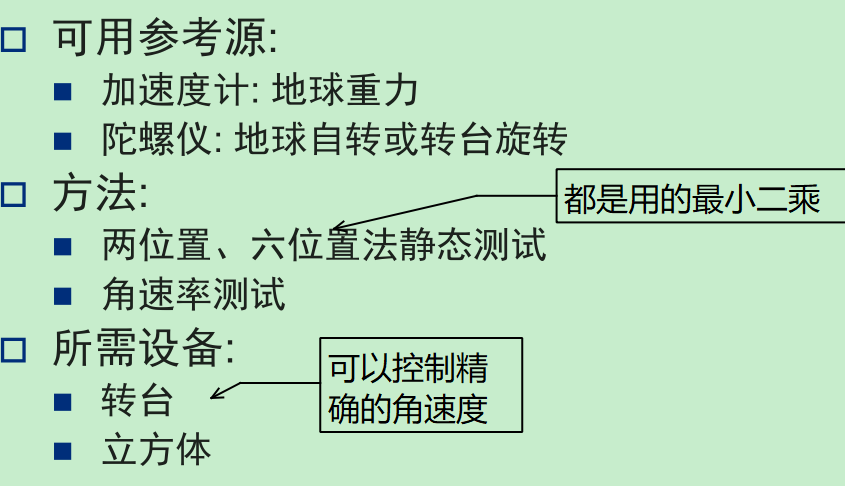 可用参考源:
加速度计: 地球重力
陀螺仪: 地球自转或转台旋转
方法:
都是用的最小二乘
两位置、六位置法静态测试
角速率测试
所需设备:
可以控制精
确的角速度
转台
立方体